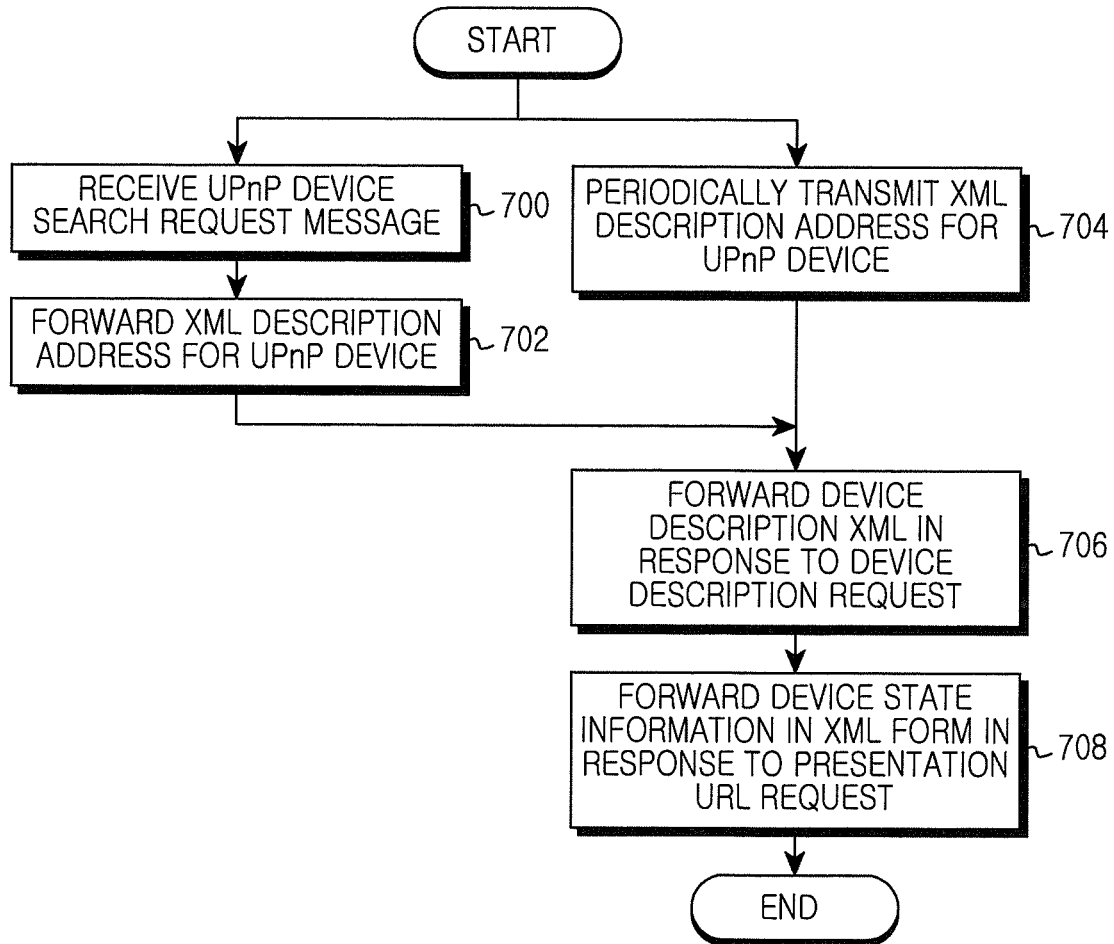 START
RECEIVE UPnP DEVICE
SEARCH REQUEST MESSAGE
700
FORWARD XML DESCRIPTION
ADDRESS FOR UPnP DEVICE
702
PERIODICALLY TRANSMIT XML
DESCRIPTION ADDRESS FOR
UPnP DEVICE
704
FORWARD DEVICE
DESCRIPTION XML IN
RESPONSE TO DEVICE
DESCRIPTION REQUEST
706
FORWARD DEVICE STATE
INFORMATION IN XML FORM IN
RESPONSE TO PRESENTATION
URL REQUEST
708
END